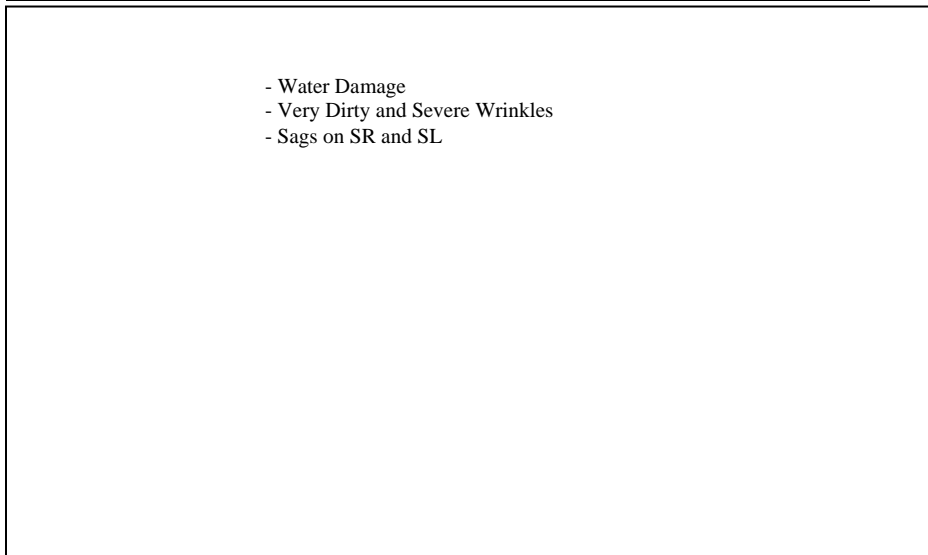 - Water Damage
- Very Dirty and Severe Wrinkles
- Sags on SR and SL